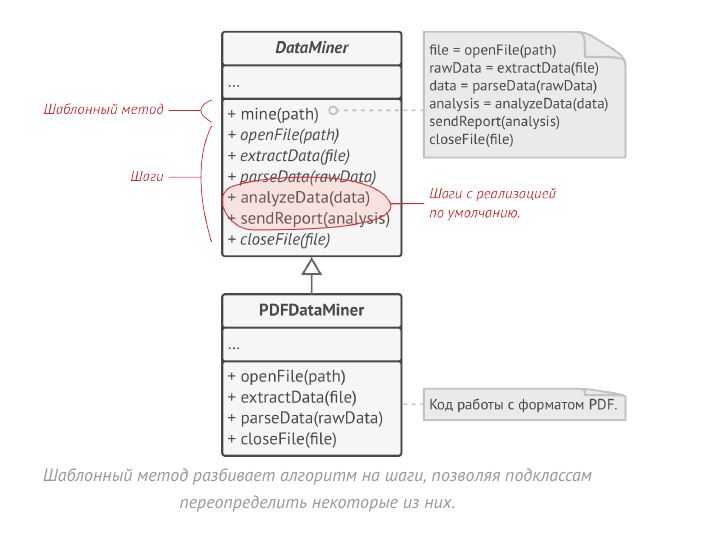 DataMiner
...
Шаблонный метод
+ mine(path)
Шаги
+ openFile(path)
+ extractData(file)
+ parseData(rawData)
+ analyzeData(data)
+ sendReport(analysis)
+ closeFile(file)
file = openFile(path)
rawData = extractData(file)
data = parseData(rawData)
analysis = analyzeData(data)
sendReport(analysis)
closeFile(file)
Шаги с реализацией
по умолчанию.
PDFDataMiner
...
+ openFile(path)
+ extractData(file)
+ parseData(rawData)
+ closeFile(file)
Код работы с форматом PDF.
Шаблонный метод разбивает алгоритм на шаги, позволяя подклассам
переопределить некоторые из них.